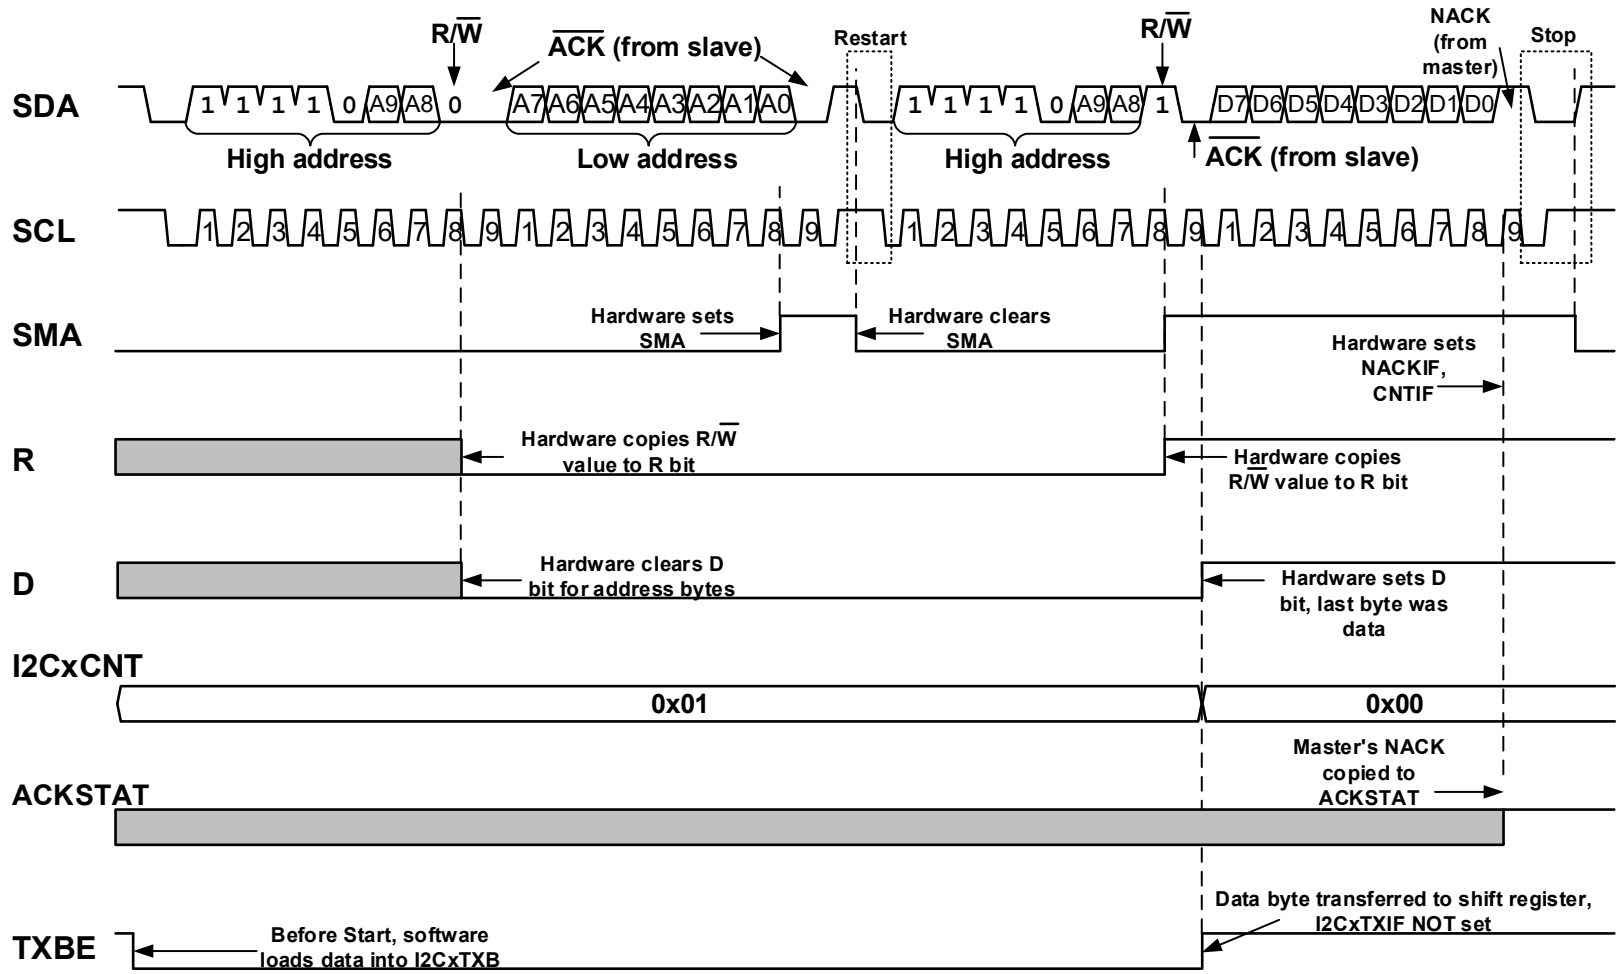 R/W
ACK (from slave)
Restart
R/W
NACK
(from
master)
Stop
SDA
1 1 1 1 0 A9 A8 0 A7 A6 A5 A4 A3 A2 A1 A0 1 1 1 1 0 A9 A8 1 D7 D6 D5 D4 D3 D2 D1 D0
High address
Low address
High address
ACK (from slave)
SCL
1 2 3 4 5 6 7 8 9 1 2 3 4 5 6 7 8 9 1 2 3 4 5 6 7 8 9 1 2 3 4 5 6 7 8 9
SMA
Hardware sets
SMA
Hardware clears
SMA
Hardware sets
NACKIF,
CNTIF
R
Hardware copies R/W
value to R bit
Hardware copies
R/W value to R bit
D
Hardware clears D
bit for address bytes
Hardware sets D
bit, last byte was
data
I2CxCNT
0x01
0x00
ACKSTAT
Master's NACK
copied to
ACKSTAT
TXBE
Before Start, software
loads data into I2CxTXB
Data byte transferred to shift register,
I2CxTXIF NOT set